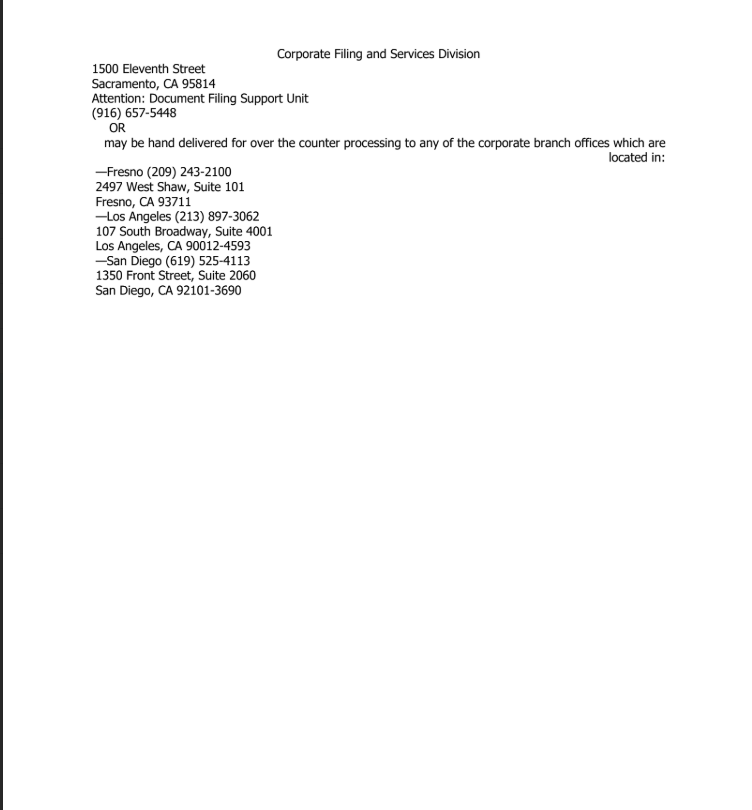 Corporate Filing and Services Division
1500 Eleventh Street
Sacramento, CA 95814
Attention: Document Filing Support Unit
(916) 657-5448
OR
may be hand delivered for over the counter processing to any of the corporate branch offices which are
located in:
—Fresno (209) 243-2100
2497 West Shaw, Suite 101
Fresno, CA 93711
—Los Angeles (213) 897-3062
107 South Broadway, Suite 4001
Los Angeles, CA 90012-4593
—San Diego (619) 525-4113
1350 Front Street, Suite 2060
San Diego, CA 92101-3690